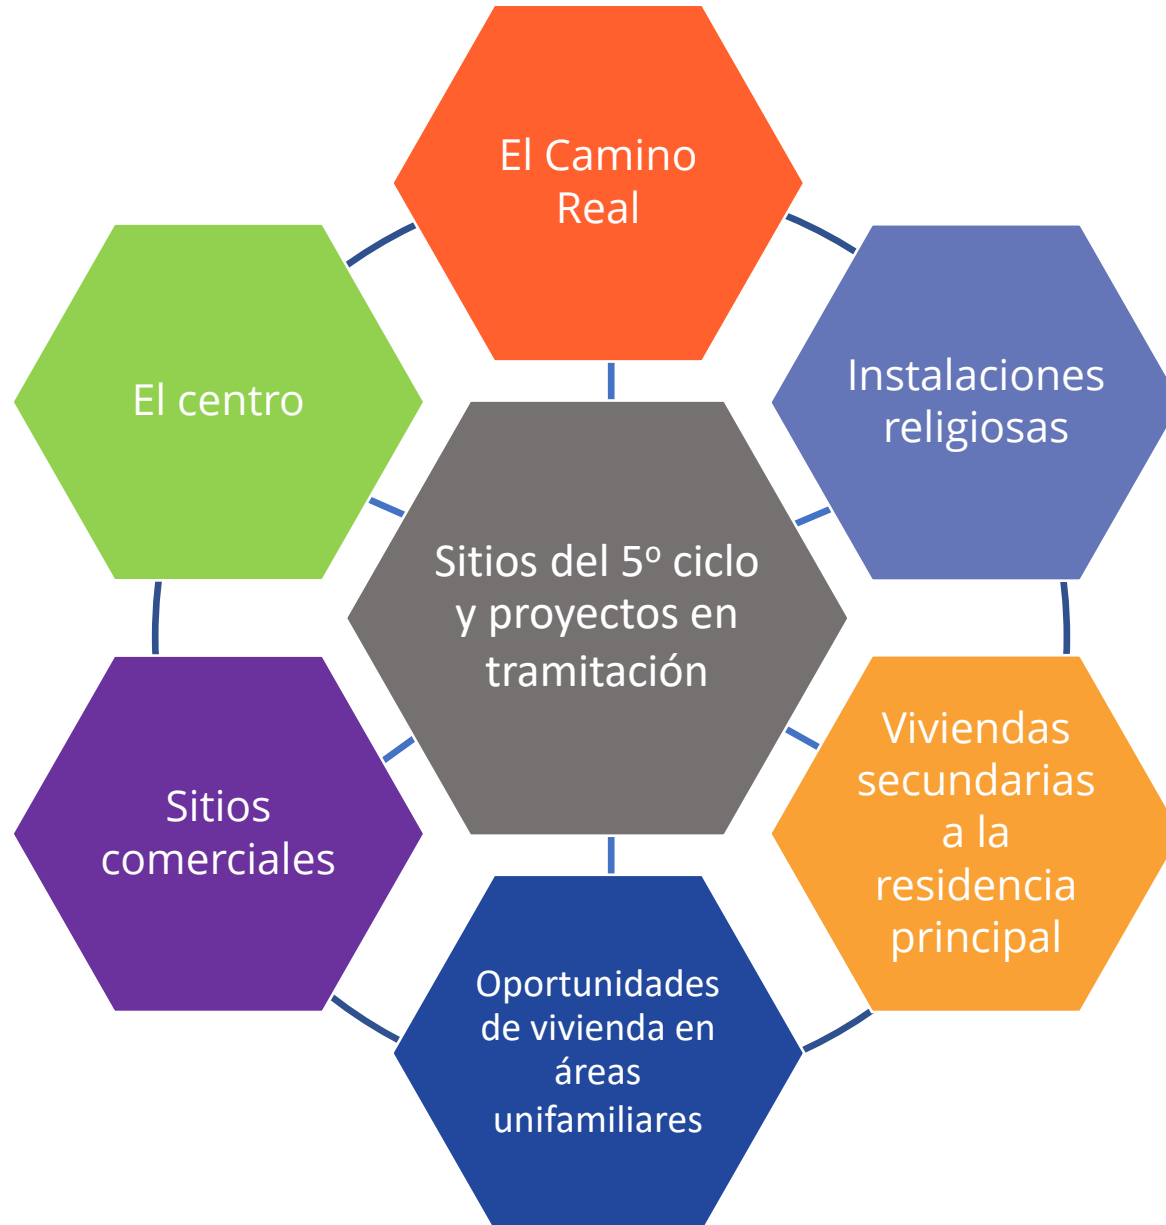 El Camino
Real
El centro
Instalaciones
religiosas
Sitios del 5º ciclo
y proyectos en
tramitación
Sitios
comerciales
Viviendas
secundarias
a la
residencia
principal
Oportunidades
de vivienda en
áreas
unifamiliares